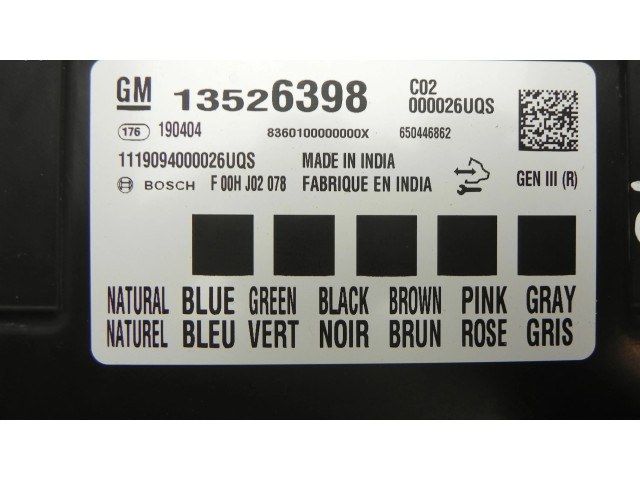 GM 13526398 C02
000026UQS
176 190404 8360100000000X 650446862
1119094000026UQS MADE IN INDIA
BOSCH F 00H J02 078 FABRIQUE EN INDIA GEN III (R)
NATURAL BLUE GREEN BLACK BROWN PINK GRAY
NATUREL BLEU VERT NOIR BRUN ROSE GRIS